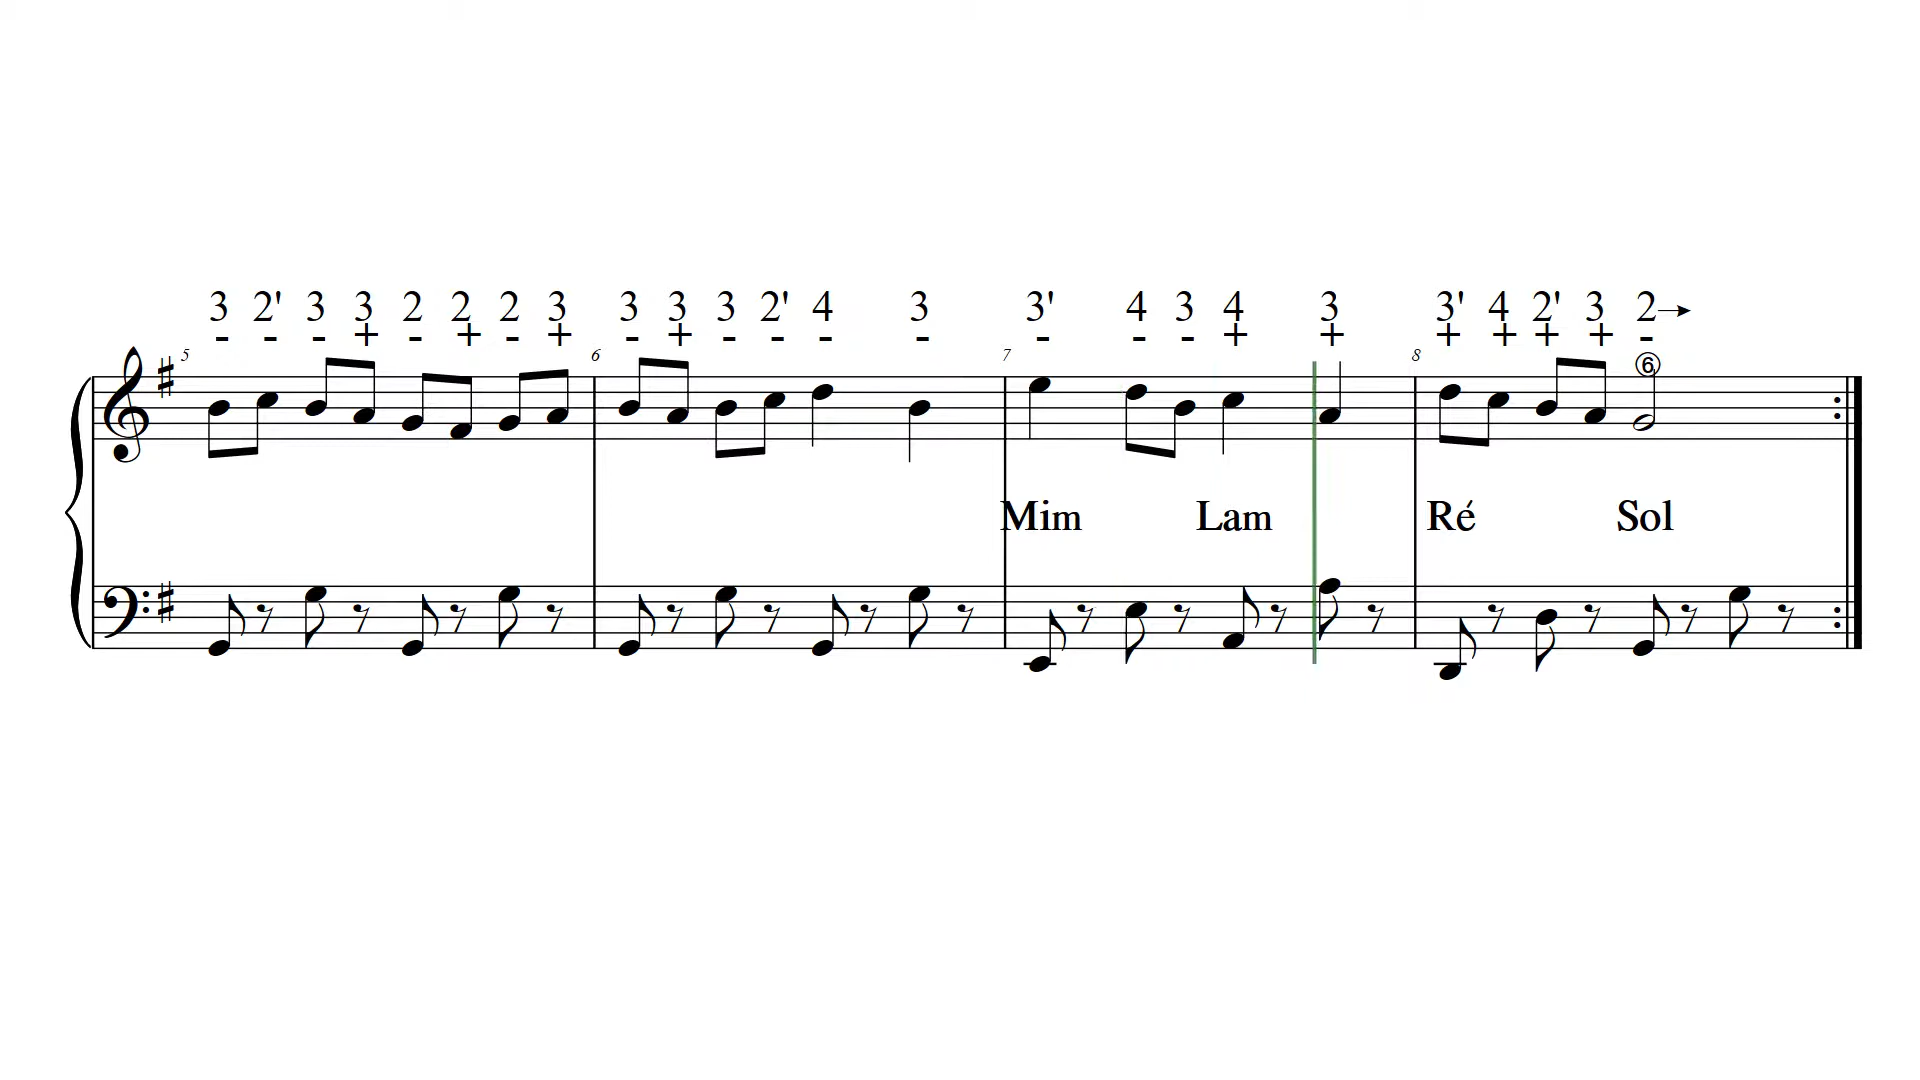 3 2' 3 3 2 2 2 3 3 3 3 2' 4 3 3' 4 3 4 3 3' 4 2' 3 2→
- - - + - + - + - + - - - - - - - + + + + + + -
5 6 7 8 ⑥
Mim Lam Ré Sol